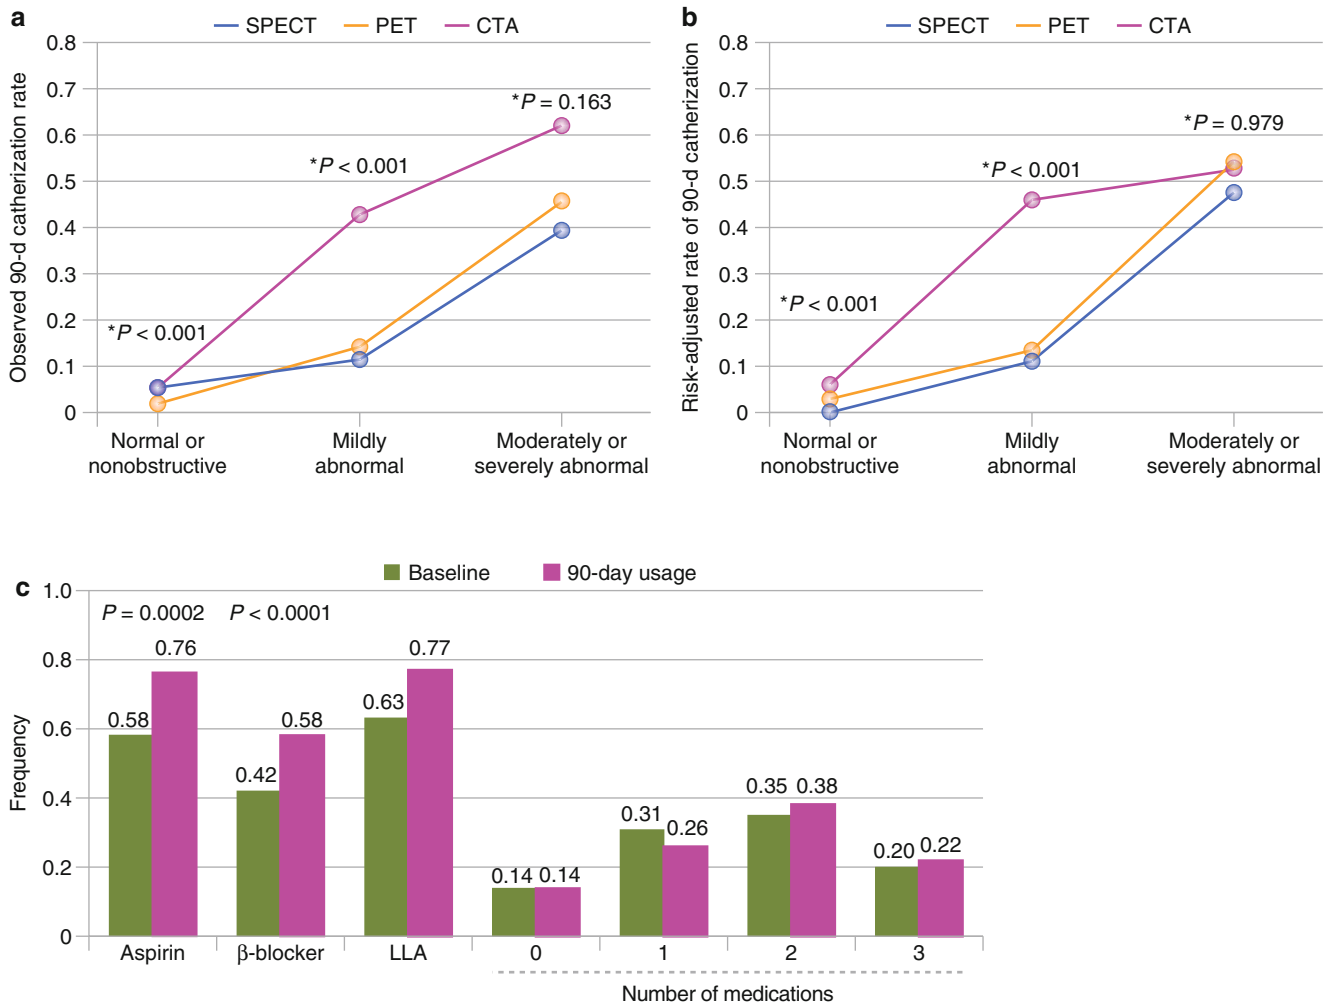 a
SPECT PET CTA
Observed 90-d catherization rate
0.8
0.7
0.6
0.5
0.4
0.3
0.2
0.1
0
*P < 0.001
*P < 0.001
*P = 0.163
Normal or
nonobstructive
Mildly
abnormal
Moderately or
severely abnormal
b
SPECT PET CTA
Risk-adjusted rate of 90-d catherization
0.8
0.7
0.6
0.5
0.4
0.3
0.2
0.1
0
*P < 0.001
*P < 0.001
*P = 0.979
Normal or
nonobstructive
Mildly
abnormal
Moderately or
severely abnormal
c
Baseline 90-day usage
Frequency
1.0
0.8
0.6
0.4
0.2
0
P = 0.0002 P < 0.0001
0.58 0.76
0.42 0.58
0.63 0.77
0.14 0.14
0.31 0.26
0.35 0.38
0.20 0.22
Aspirin β-blocker LLA 0 1 2 3
Number of medications